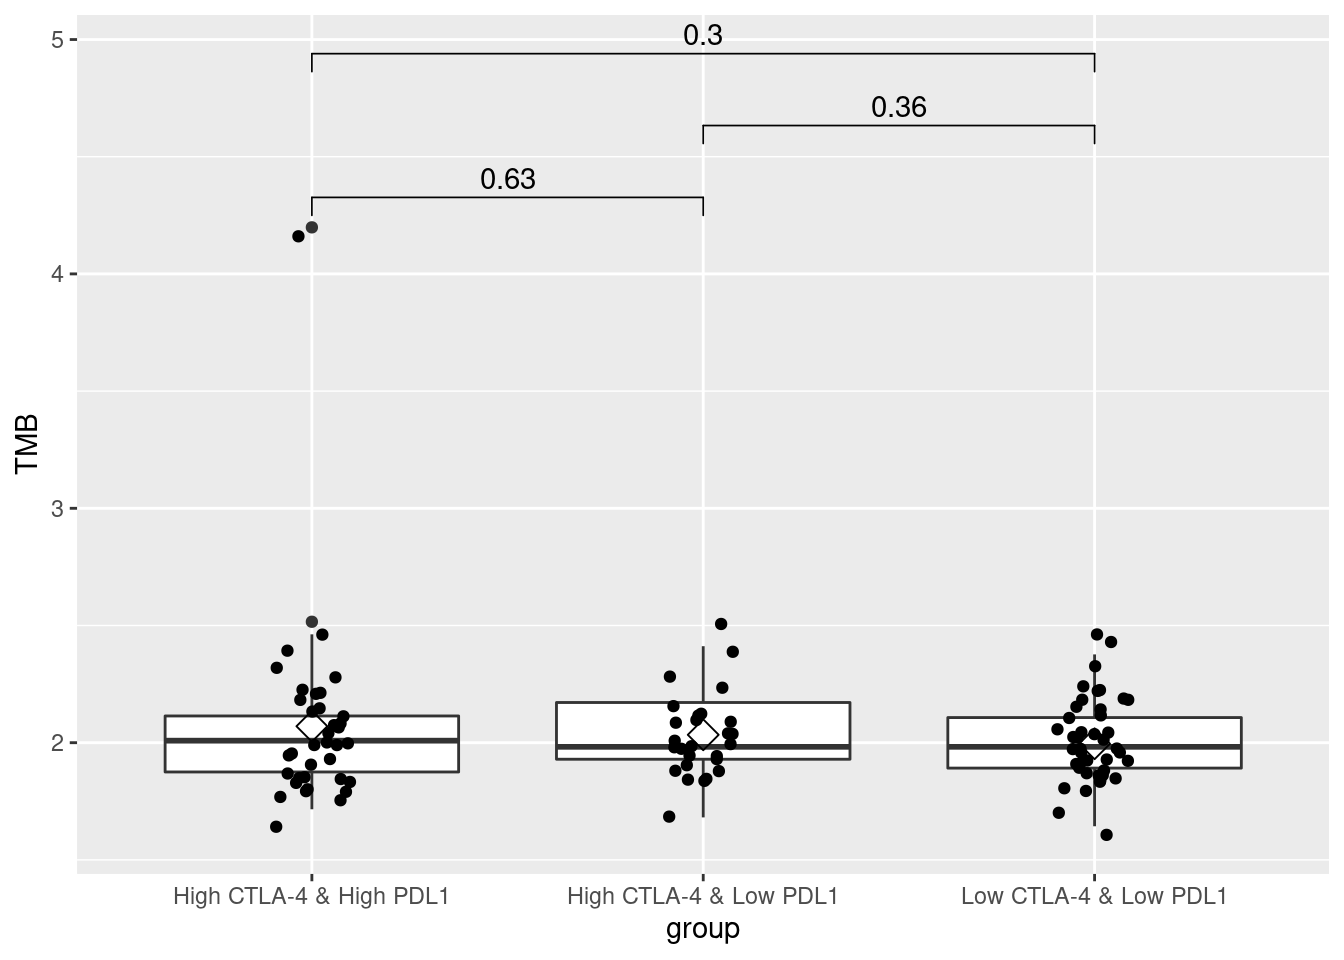 5
0.3
0.36
0.63
4
TMB
3
2
High CTLA-4 & High PDL1
High CTLA-4 & Low PDL1
Low CTLA-4 & Low PDL1
group